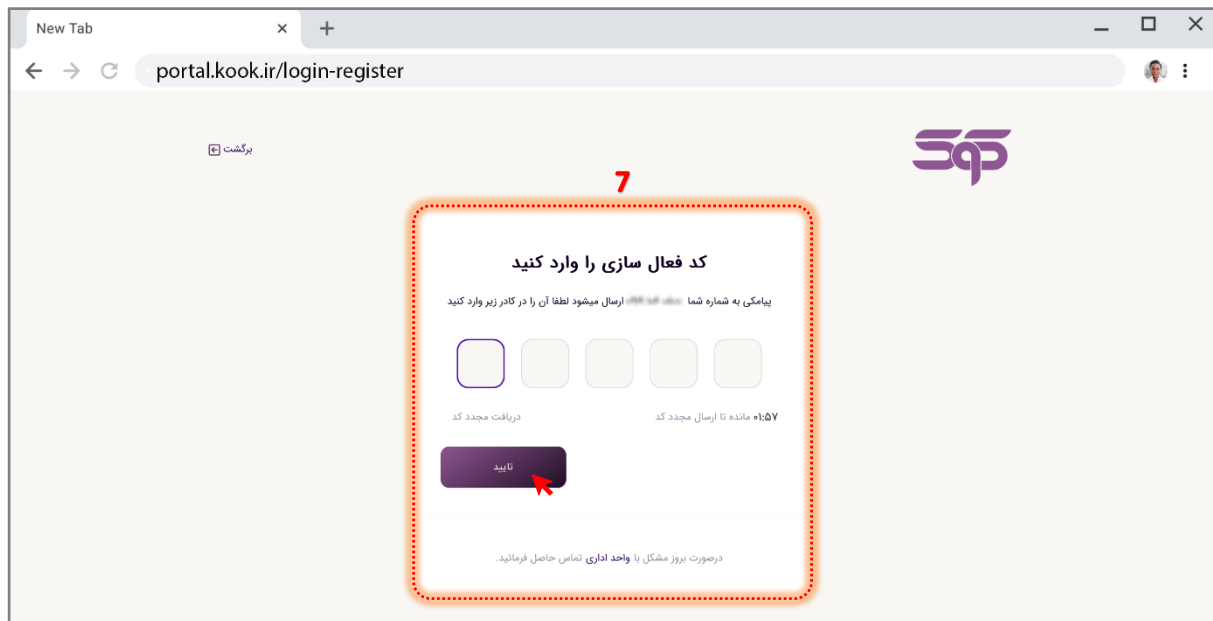 New Tab
portal.kook.ir/login-register
کوک
برگشت
7
کد فعال سازی را وارد کنید
پیامکی به شماره شما ارسال میشود لطفا آن را در کادر زیر وارد کنید
۰۱:۵۷ مانده تا ارسال مجدد کد
دریافت مجدد کد
تایید
درصورت بروز مشکل با واحد اداری تماس حاصل فرمائید.